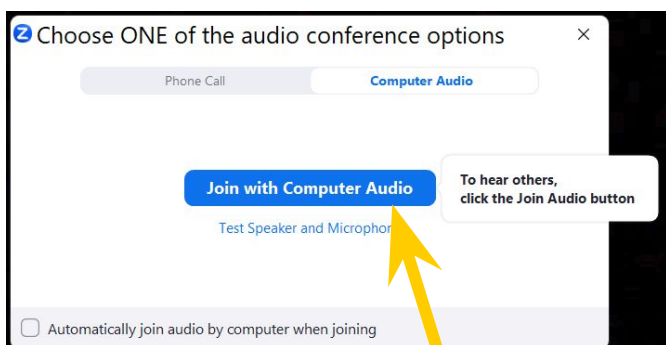 Choose ONE of the audio conference options
Phone Call
Computer Audio
Join with Computer Audio
To hear others,
click the Join Audio button
Test Speaker and
Automatically join audio by computer when joining